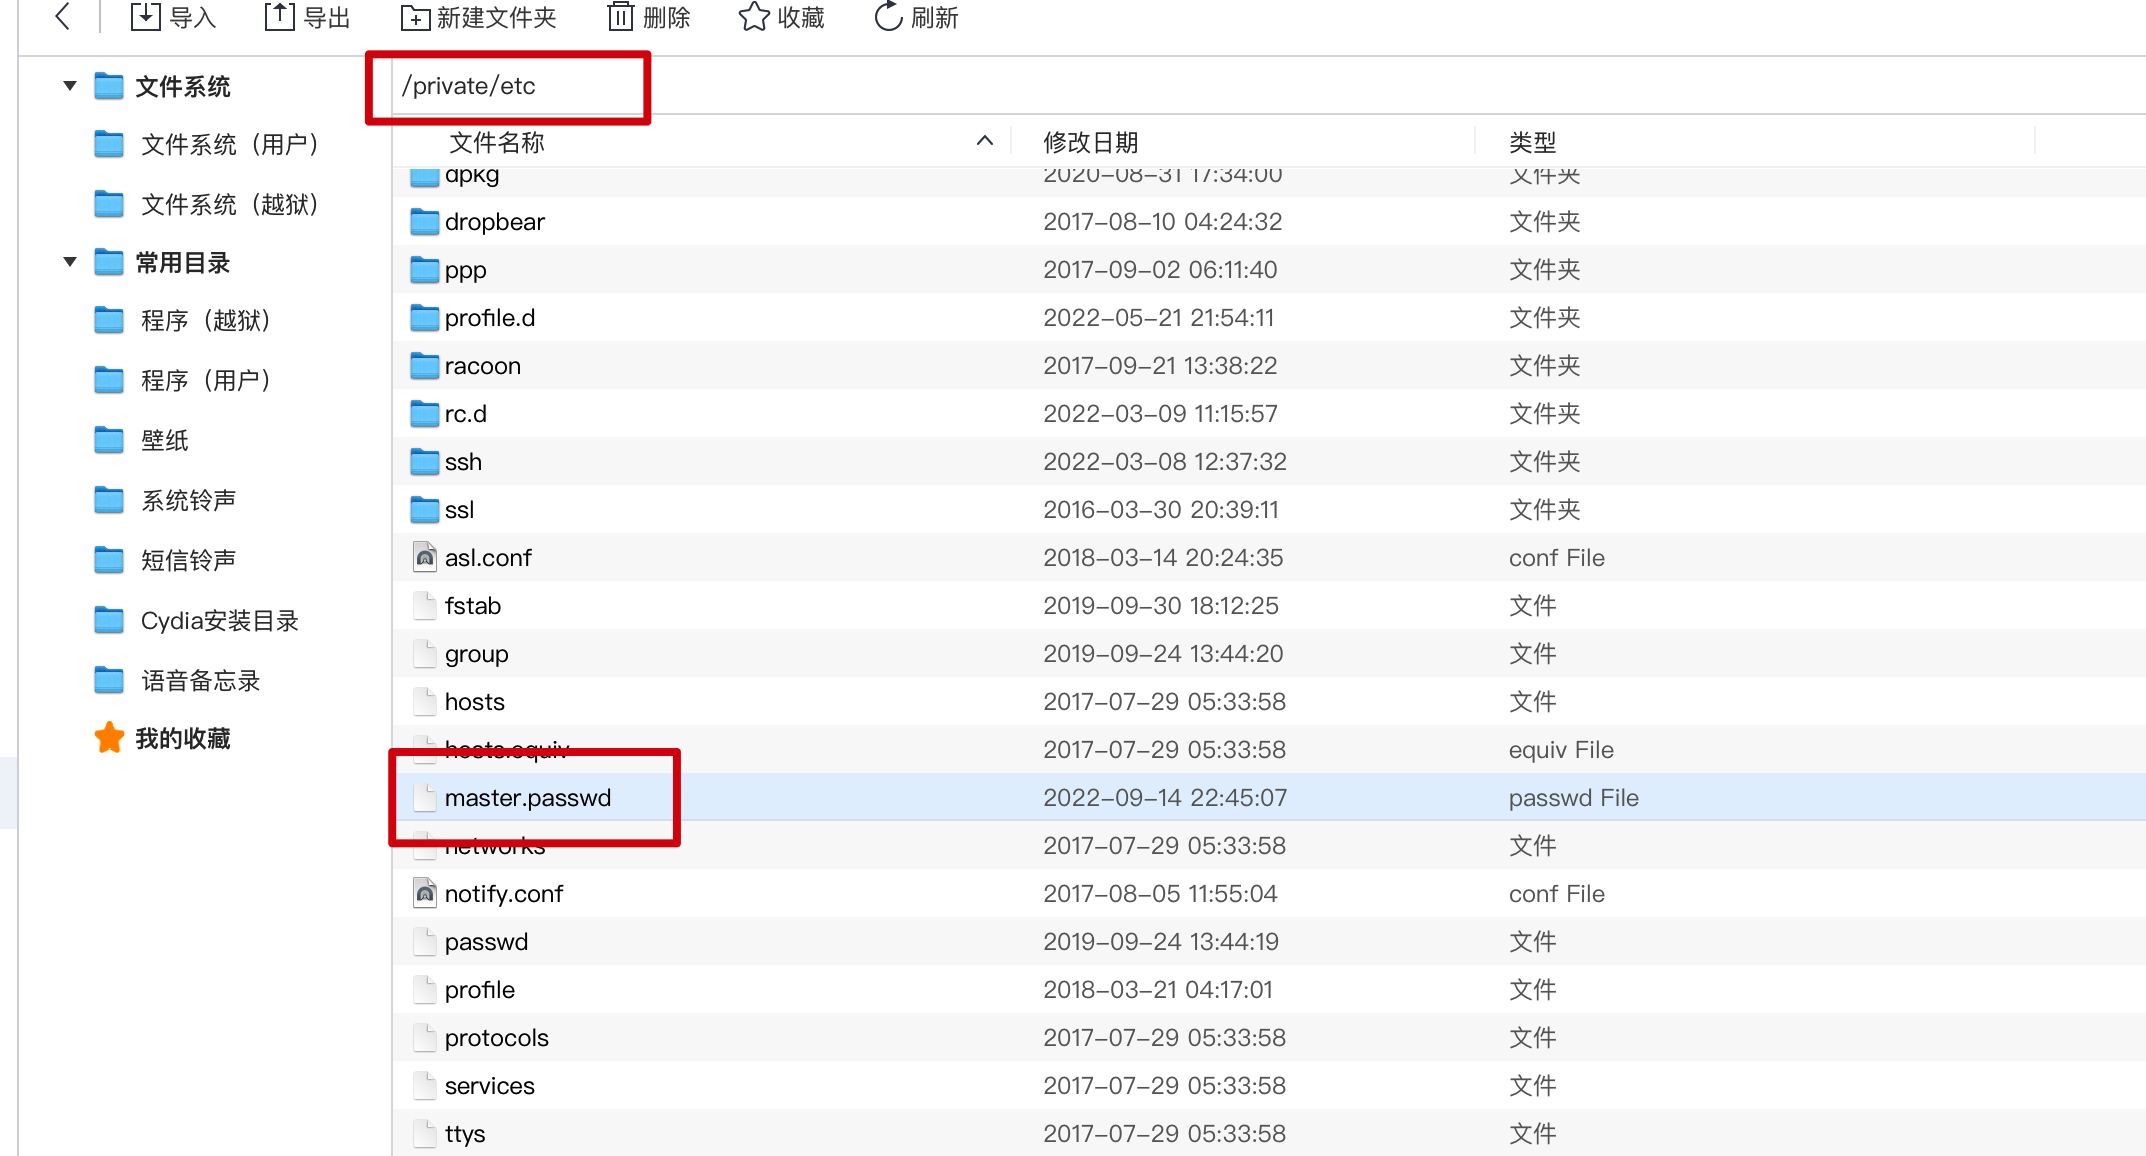 导入 导出 新建文件夹 删除 收藏 刷新
文件系统
文件系统（用户）
文件系统（越狱）
常用目录
程序（越狱）
程序（用户）
壁纸
系统铃声
短信铃声
Cydia安装目录
语音备忘录
我的收藏
/private/etc
文件名称 修改日期 类型
dpkg 2020-08-31 17:34:00 文件夹
dropbear 2017-08-10 04:24:32 文件夹
ppp 2017-09-02 06:11:40 文件夹
profile.d 2022-05-21 21:54:11 文件夹
racoon 2017-09-21 13:38:22 文件夹
rc.d 2022-03-09 11:15:57 文件夹
ssh 2022-03-08 12:37:32 文件夹
ssl 2016-03-30 20:39:11 文件夹
asl.conf 2018-03-14 20:24:35 conf File
fstab 2019-09-30 18:12:25 文件
group 2019-09-24 13:44:20 文件
hosts 2017-07-29 05:33:58 文件
hosts.equiv 2017-07-29 05:33:58 equiv File
master.passwd 2022-09-14 22:45:07 passwd File
networks 2017-07-29 05:33:58 文件
notify.conf 2017-08-05 11:55:04 conf File
passwd 2019-09-24 13:44:19 文件
profile 2018-03-21 04:17:01 文件
protocols 2017-07-29 05:33:58 文件
services 2017-07-29 05:33:58 文件
ttys 2017-07-29 05:33:58 文件